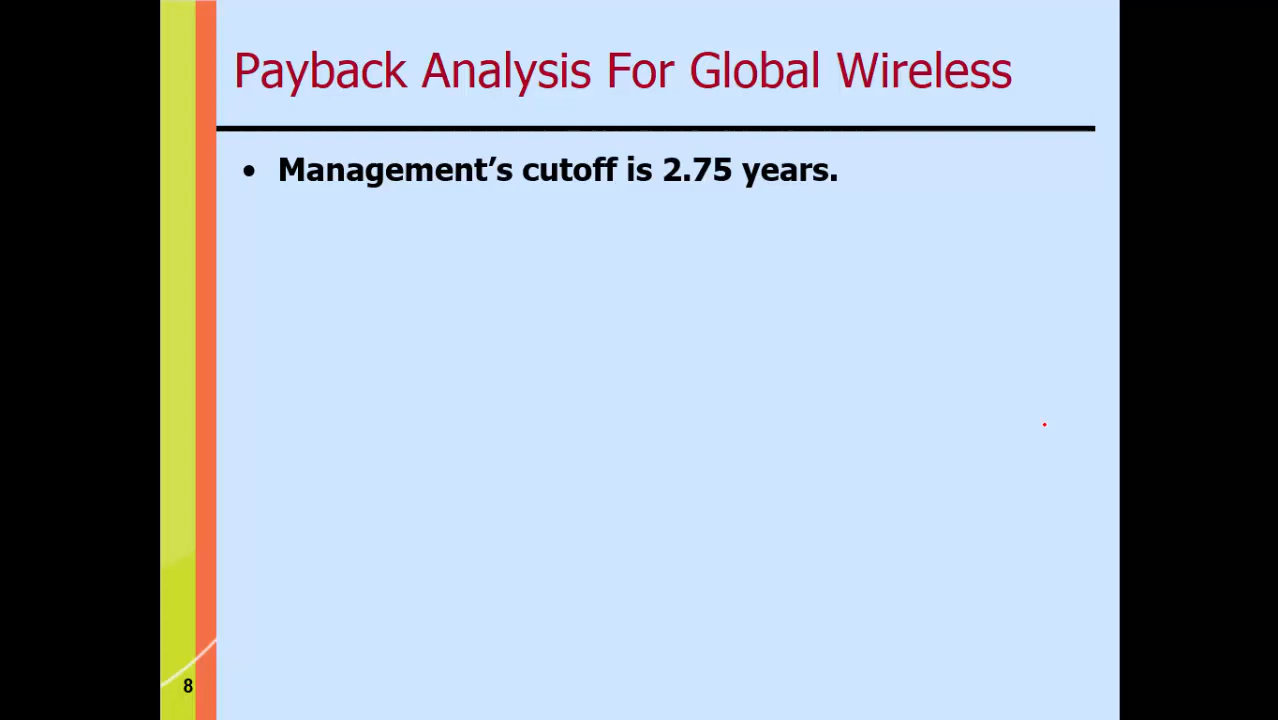 Payback Analysis For Global Wireless
• Management’s cutoff is 2.75 years.
8